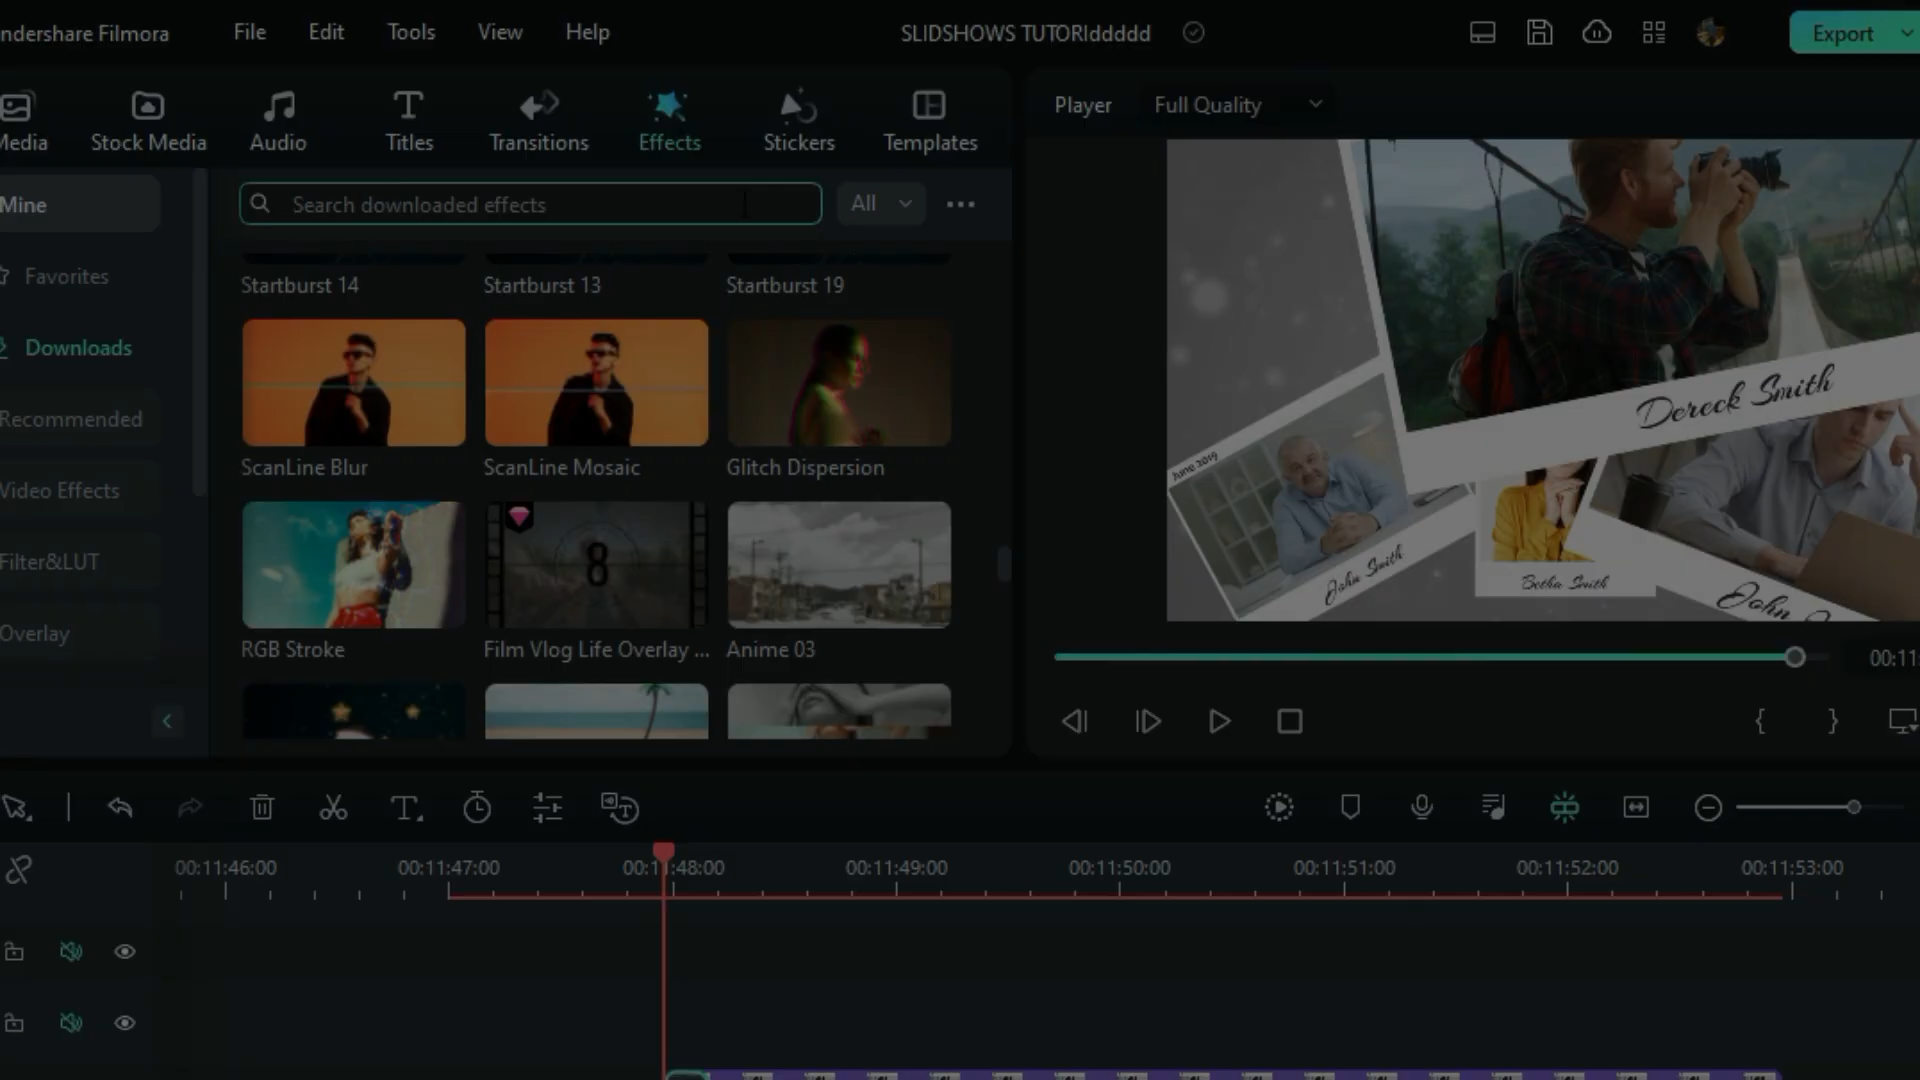 ndershare Filmora
File Edit Tools View Help
SLIDSHOWS TUTORIddddd
Export
Media
Stock Media
Audio
Titles
Transitions
Effects
Stickers
Templates
Player
Full Quality
Mine
Search downloaded effects
All
Favorites
Startburst 14
Startburst 13
Startburst 19
Downloads
Recommended
ScanLine Blur
ScanLine Mosaic
Glitch Dispersion
Video Effects
8
Filter&LUT
Overlay
RGB Stroke
Film Vlog Life Overlay ...
Anime 03
Dereck Smith
June 2019
John Smith
Betha Smith
John
00:11:
00:11:46:00
00:11:47:00
00:11:48:00
00:11:49:00
00:11:50:00
00:11:51:00
00:11:52:00
00:11:53:00